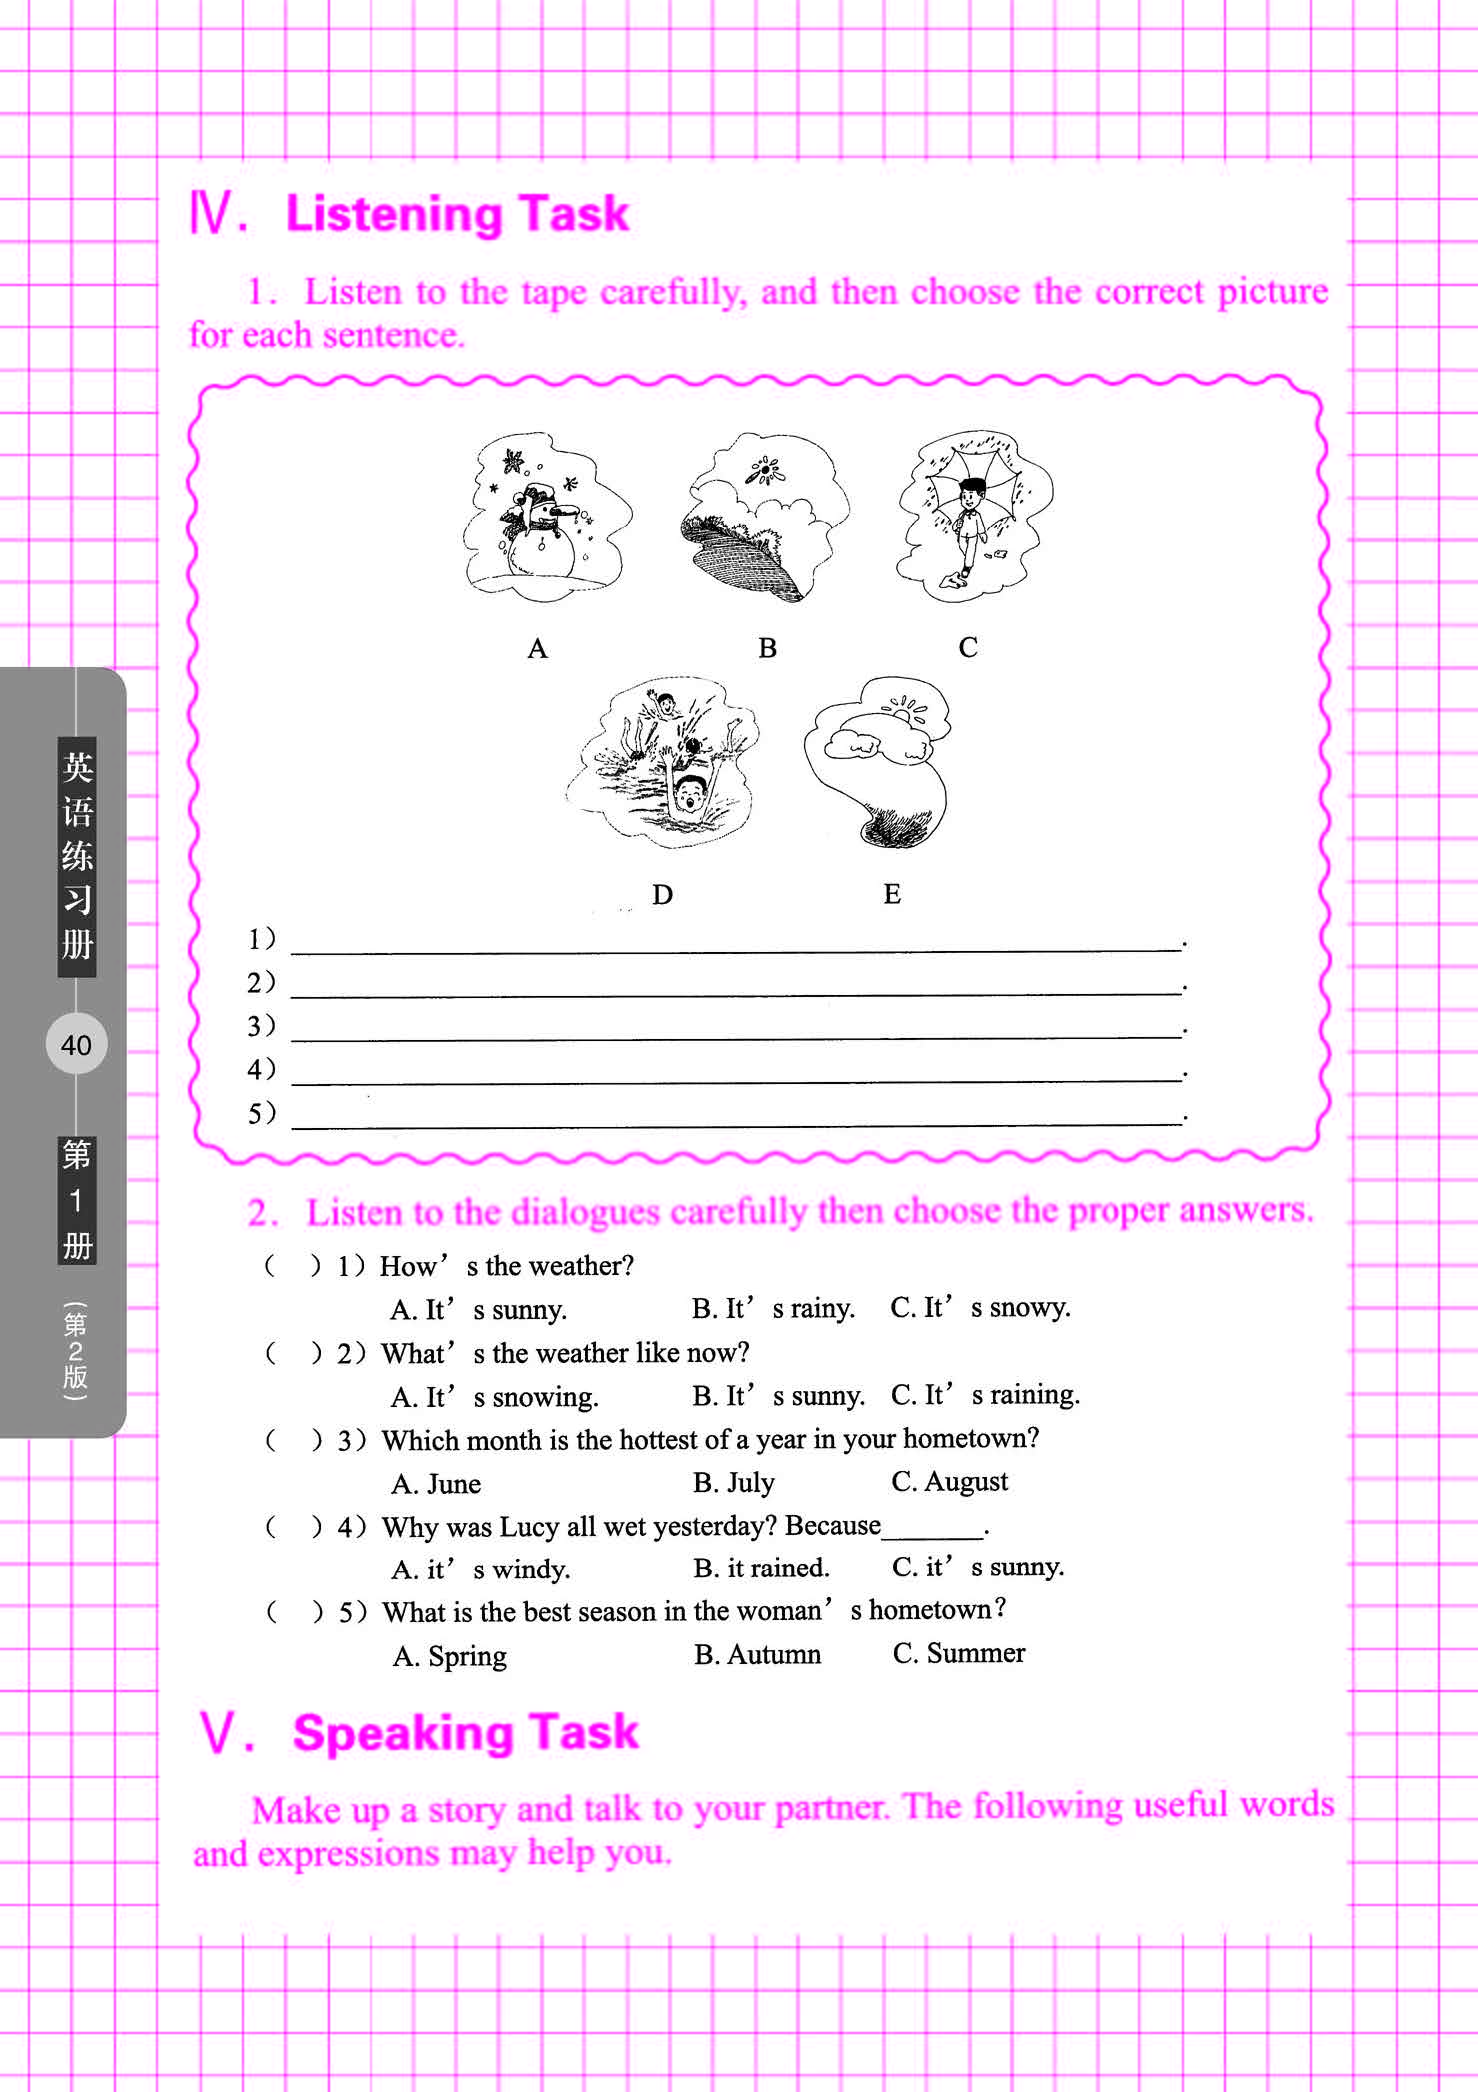 Ⅳ. Listening Task
1. Listen to the tape carefully, and then choose the correct picture
for each sentence.
A B C
D E
1) .
2) .
3) .
4) .
5) .
2. Listen to the dialogues carefully then choose the proper answers.
( ) 1) How’s the weather?
A. It’s sunny. B. It’s rainy. C. It’s snowy.
( ) 2) What’s the weather like now?
A. It’s snowing. B. It’s sunny. C. It’s raining.
( ) 3) Which month is the hottest of a year in your hometown?
A. June B. July C. August
( ) 4) Why was Lucy all wet yesterday? Because________.
A. it’s windy. B. it rained. C. it’s sunny.
( ) 5) What is the best season in the woman’s hometown?
A. Spring B. Autumn C. Summer
Ⅴ. Speaking Task
Make up a story and talk to your partner. The following useful words
and expressions may help you.
英语练习册
40
第1册
(第2版)